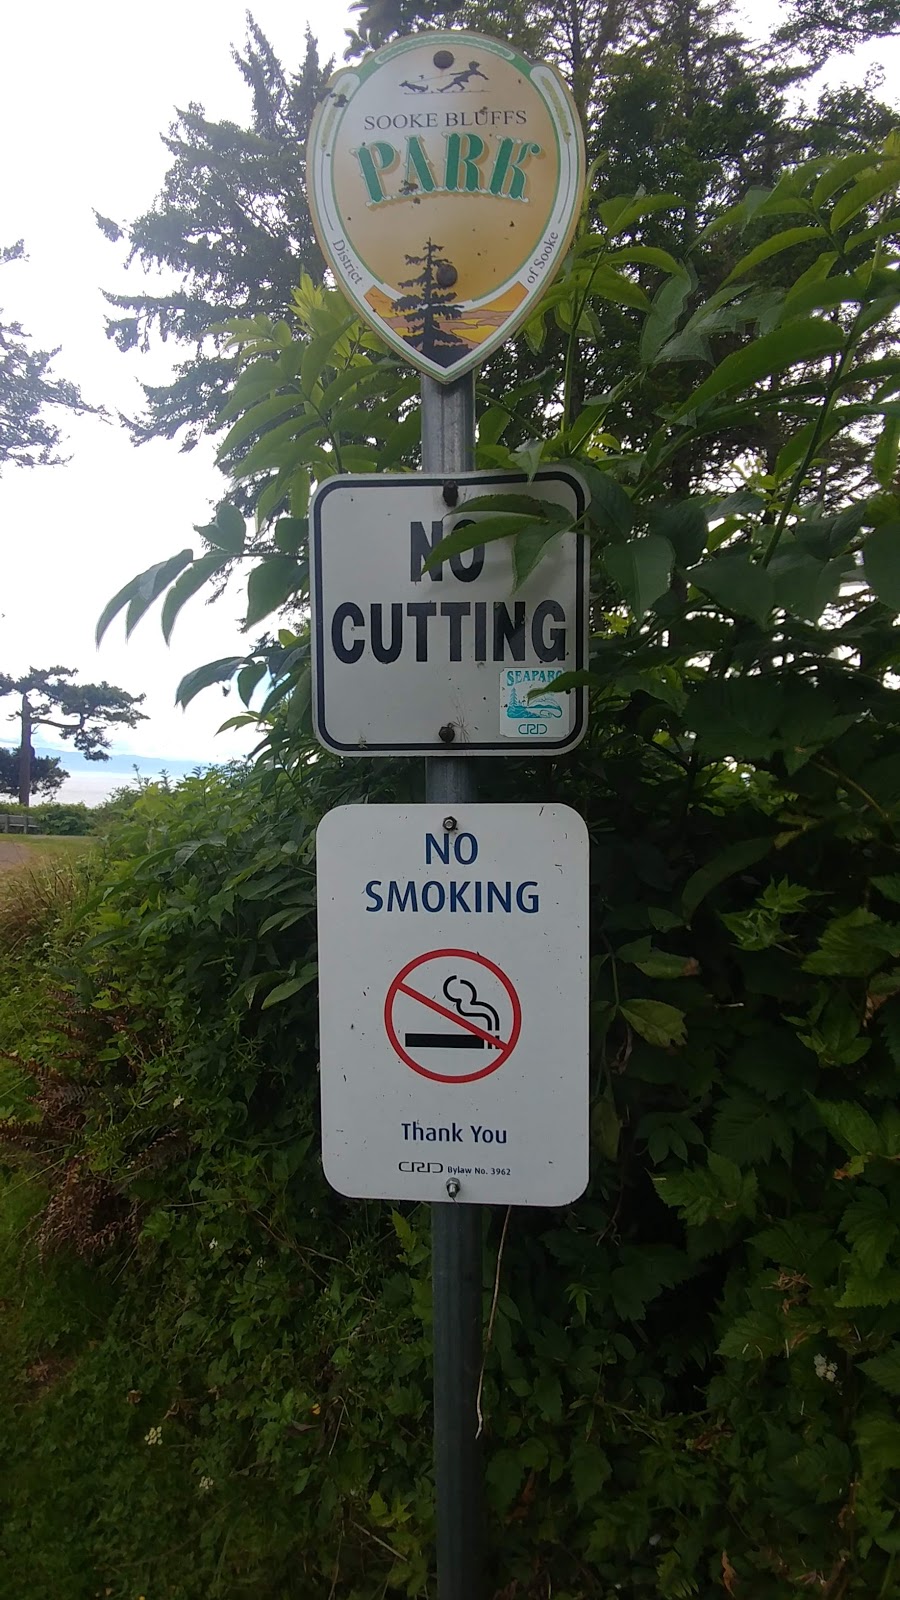 SOOKE BLUFFS
PARK
District of Sooke
NO
CUTTING
SEAPARC
CRD
NO
SMOKING
Thank You
CRD Bylaw No. 3962